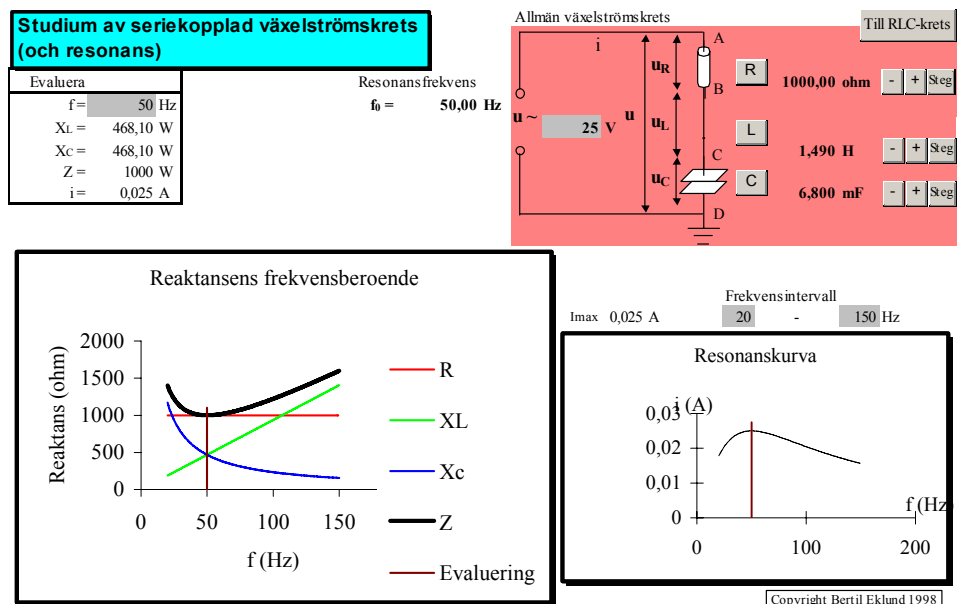 Studium av seriekopplad växelströmskrets
(och resonans)
Evaluera
f = 50 Hz
XL = 468,10 W
Xc = 468,10 W
Z = 1000 W
i = 0,025 A
Resonansfrekvens
f0 = 50,00 Hz
Allmän växelströmskrets
Till RLC-krets
i
A
uR
R
1000,00 ohm
- + Steg
B
u ~
25 V
u
uL
L
1,490 H
- + Steg
C
uC
C
6,800 mF
- + Steg
D
Reaktansens frekvensberoende
Reaktans (ohm)
2000
1500
1000
500
0
0 50 100 150
f (Hz)
R
XL
Xc
Z
Evaluering
Frekvensintervall
Imax 0,025 A 20 - 150 Hz
Resonanskurva
i (A)
0,03
0,02
0,01
0
f (Hz)
0 100 200
Copyright Bertil Eklund 1998